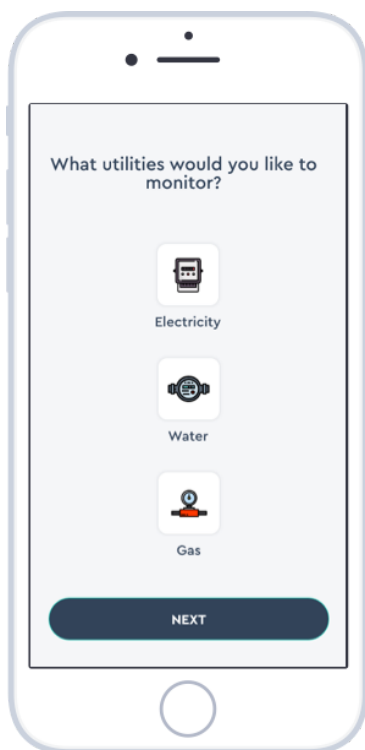 What utilities would you like to
monitor?
Electricity
Water
Gas
NEXT